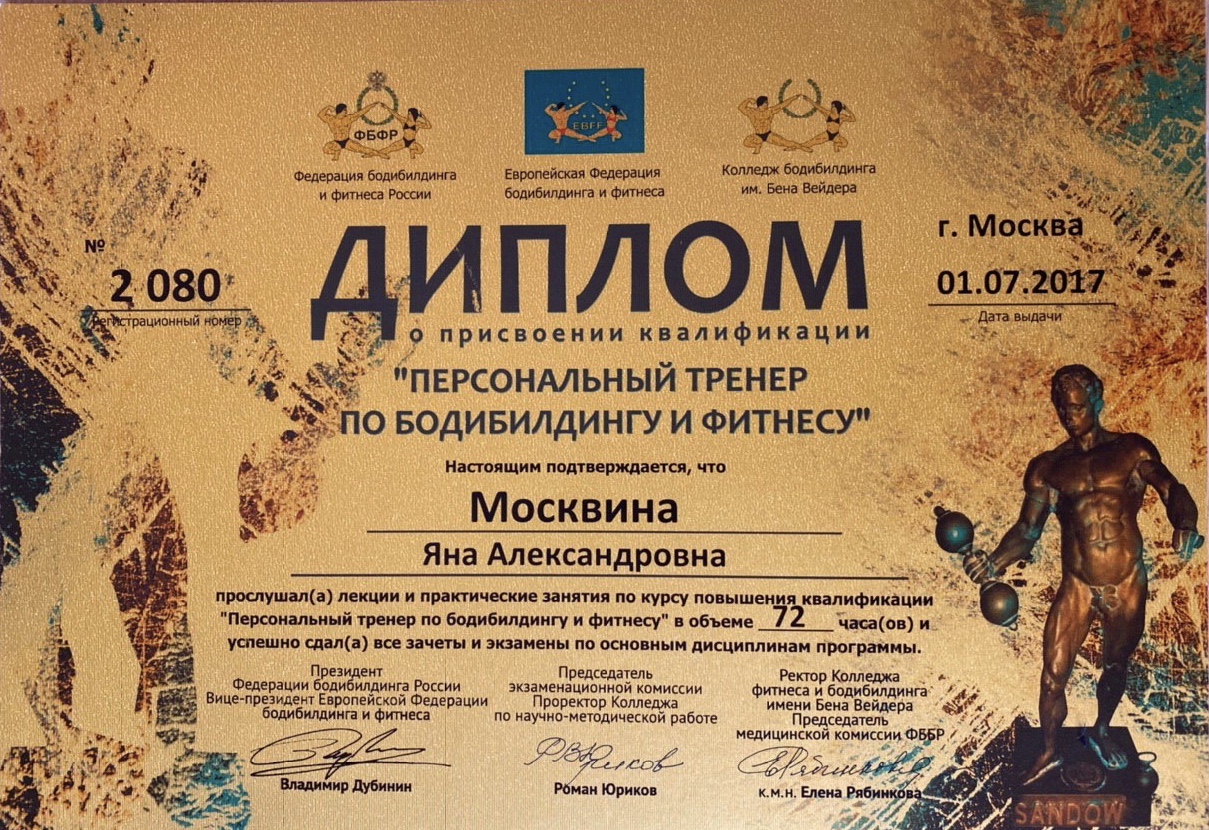 ФБФР
EBFF
Федерация бодибилдинга
и фитнеса России
Европейская Федерация
бодибилдинга и фитнеса
Колледж бодибилдинга
им. Бена Вейдера
№
2 080
Регистрационный номер
г. Москва
01.07.2017
Дата выдачи
ДИПЛОМ
о присвоении квалификации
"ПЕРСОНАЛЬНЫЙ ТРЕНЕР
ПО БОДИБИЛДИНГУ И ФИТНЕСУ"
Настоящим подтверждается, что
Москвина
Яна Александровна
прослушал(а) лекции и практические занятия по курсу повышения квалификации
"Персональный тренер по бодибилдингу и фитнесу" в объеме 72 часа(ов) и
успешно сдал(а) все зачеты и экзамены по основным дисциплинам программы.
Президент
Федерации бодибилдинга России
Вице-президент Европейской Федерации
бодибилдинга и фитнеса
Владимир Дубинин
Председатель
экзаменационной комиссии
Проректор Колледжа
по научно-методической работе
Роман Юриков
Ректор Колледжа
фитнеса и бодибилдинга
имени Бена Вейдера
Председатель
медицинской комиссии ФББР
к.м.н. Елена Рябинкова
SANDOW